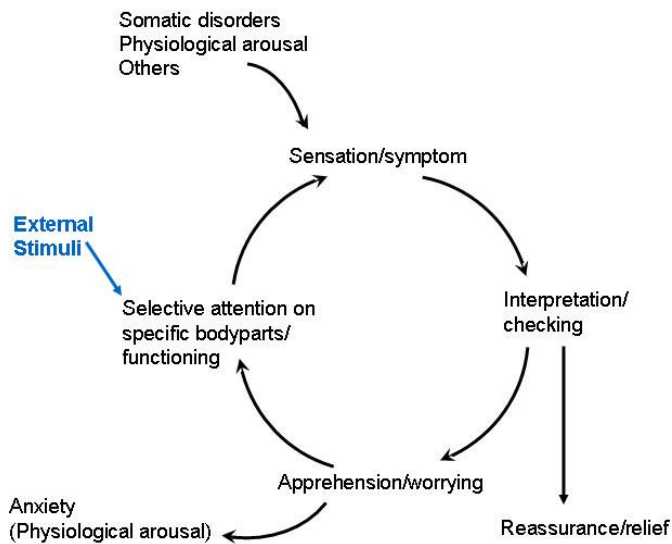 Somatic disorders
Physiological arousal
Others
Sensation/symptom
External
Stimuli
Selective attention on
specific bodyparts/
functioning
Interpretation/
checking
Apprehension/worrying
Anxiety
(Physiological arousal)
Reassurance/relief